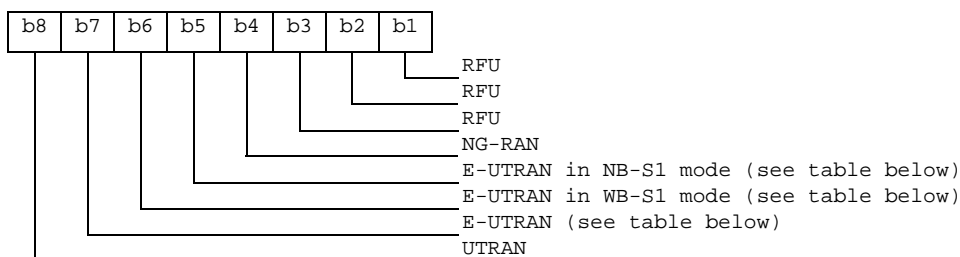 b8 b7 b6 b5 b4 b3 b2 b1
RFU
RFU
RFU
NG-RAN
E-UTRAN in NB-S1 mode (see table below)
E-UTRAN in WB-S1 mode (see table below)
E-UTRAN (see table below)
UTRAN